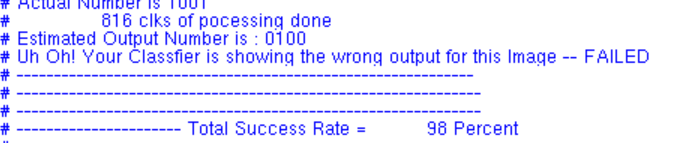 # Actual Number is 1001
# 816 clks of pocessing done
# Estimated Output Number is : 0100
# Uh Oh! Your Classfier is showing the wrong output for this Image -- FAILED
# -------------------------------------------------------------
# --------------------------------------------------------------
# --------------------------------------------------------------
# ---------------------- Total Success Rate = 98 Percent